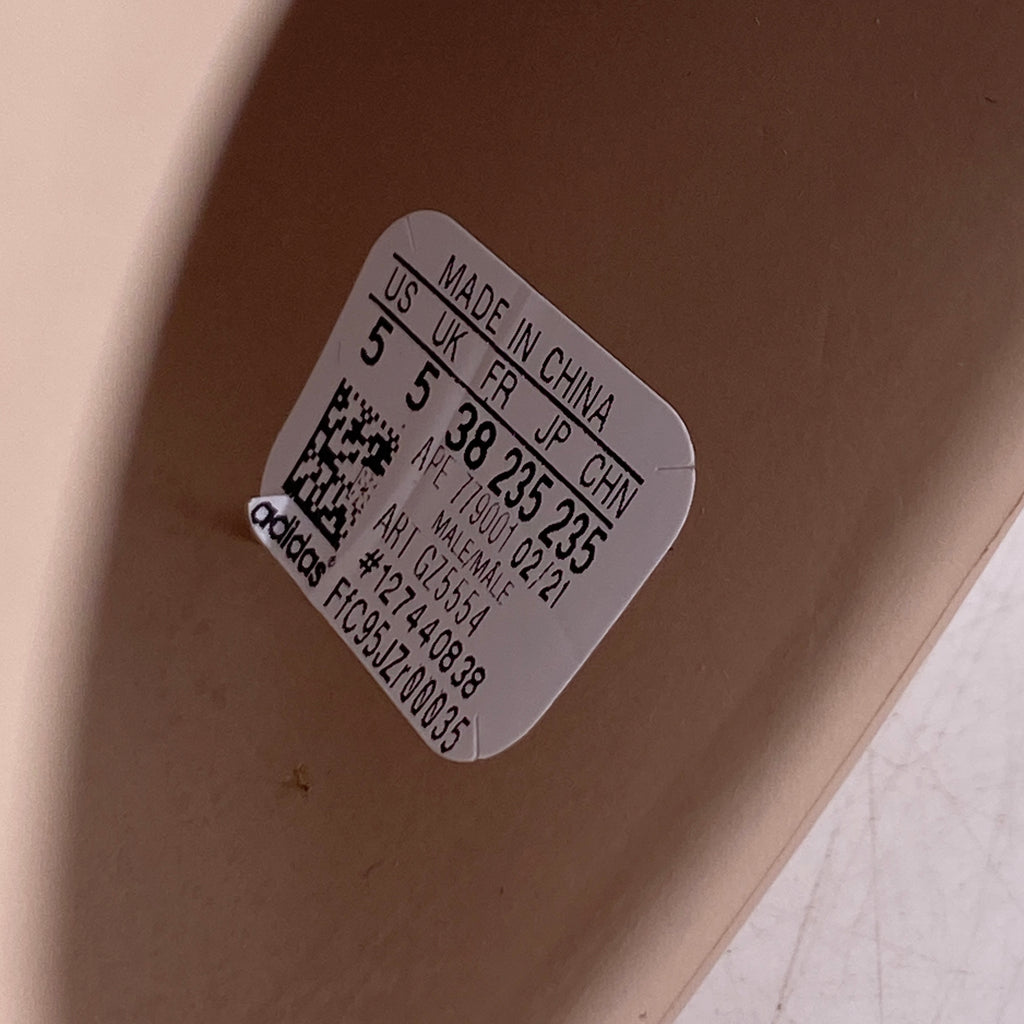 MADE IN CHINA
US UK FR JP CHN
5 5 38 235 235
APE 779001 02/21
MALE/MÂLE
ART GZ5554
#127440838
FfC95JZr00035
adidas®